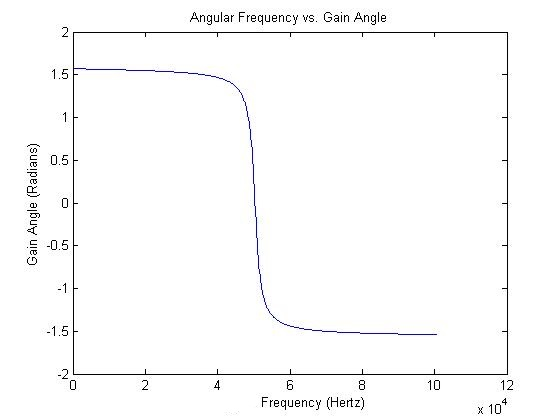 Angular Frequency vs. Gain Angle
2
1.5
1
0.5
0
-0.5
-1
-1.5
-2
Gain Angle (Radians)
0 2 4 6 8 10 12
x 10^4
Frequency (Hertz)